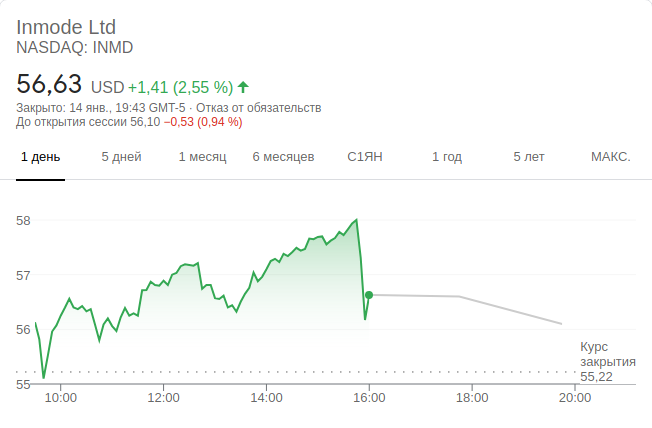 Inmode Ltd
NASDAQ: INMD
56,63 USD +1,41 (2,55 %)
Закрыто: 14 янв., 19:43 GMT-5 · Отказ от обязательств
До открытия сессии 56,10 −0,53 (0,94 %)
1 день 5 дней 1 месяц 6 месяцев С1ЯН 1 год 5 лет МАКС.
58
57
56
Курс
закрытия
55,22
55
10:00 12:00 14:00 16:00 18:00 20:00